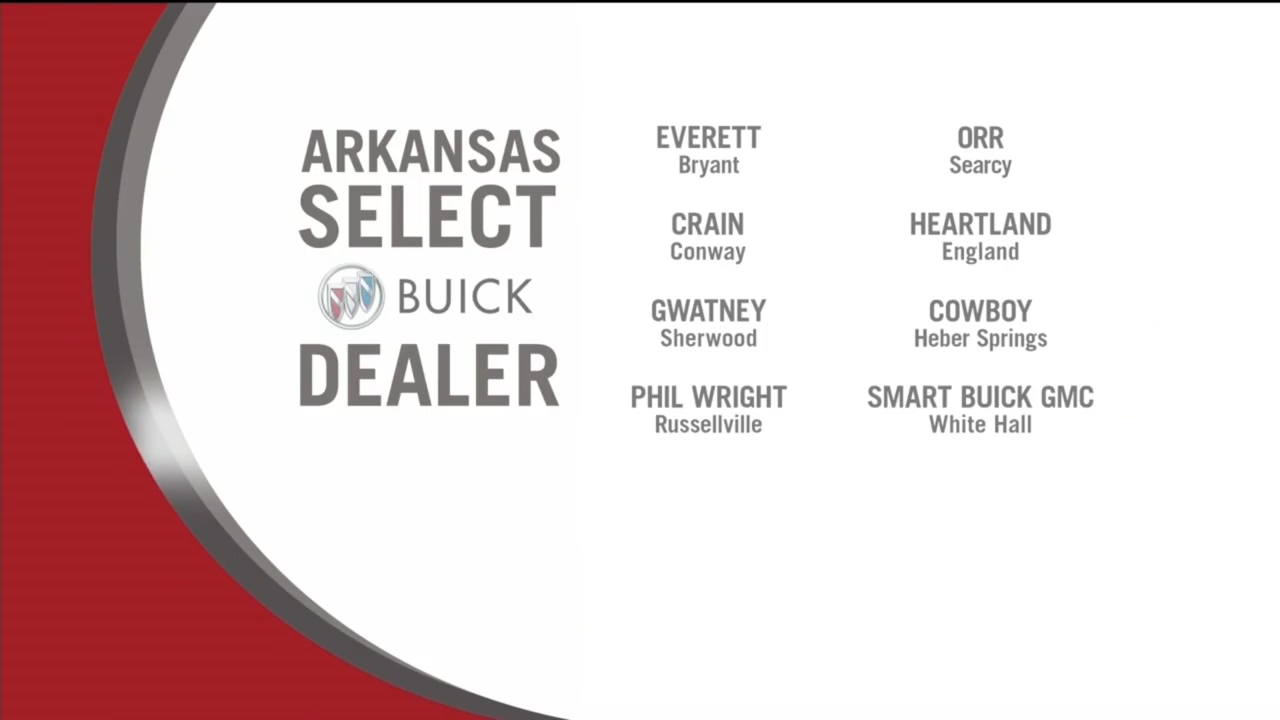 ARKANSAS
SELECT
BUICK
DEALER
EVERETT
Bryant
CRAIN
Conway
GWATNEY
Sherwood
PHIL WRIGHT
Russellville
ORR
Searcy
HEARTLAND
England
COWBOY
Heber Springs
SMART BUICK GMC
White Hall